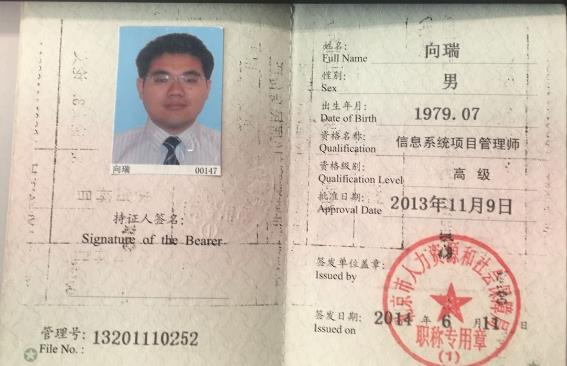 向瑞 00147
持证人签名:
Signature of the Bearer
管理号: 13201110252
File No. :
姓名: 向瑞
Full Name
性别: 男
Sex
出生年月: 1979.07
Date of Birth
资格名称: 信息系统项目管理师
Qualification
资格级别: 高 级
Qualification Level
批准日期: 2013年11月9日
Approval Date
签发单位盖章:
Issued by
京市人力资源和社会保障局
职称专用章
(1)
签发日期: 2014 年 6 月 11 日
Issued on